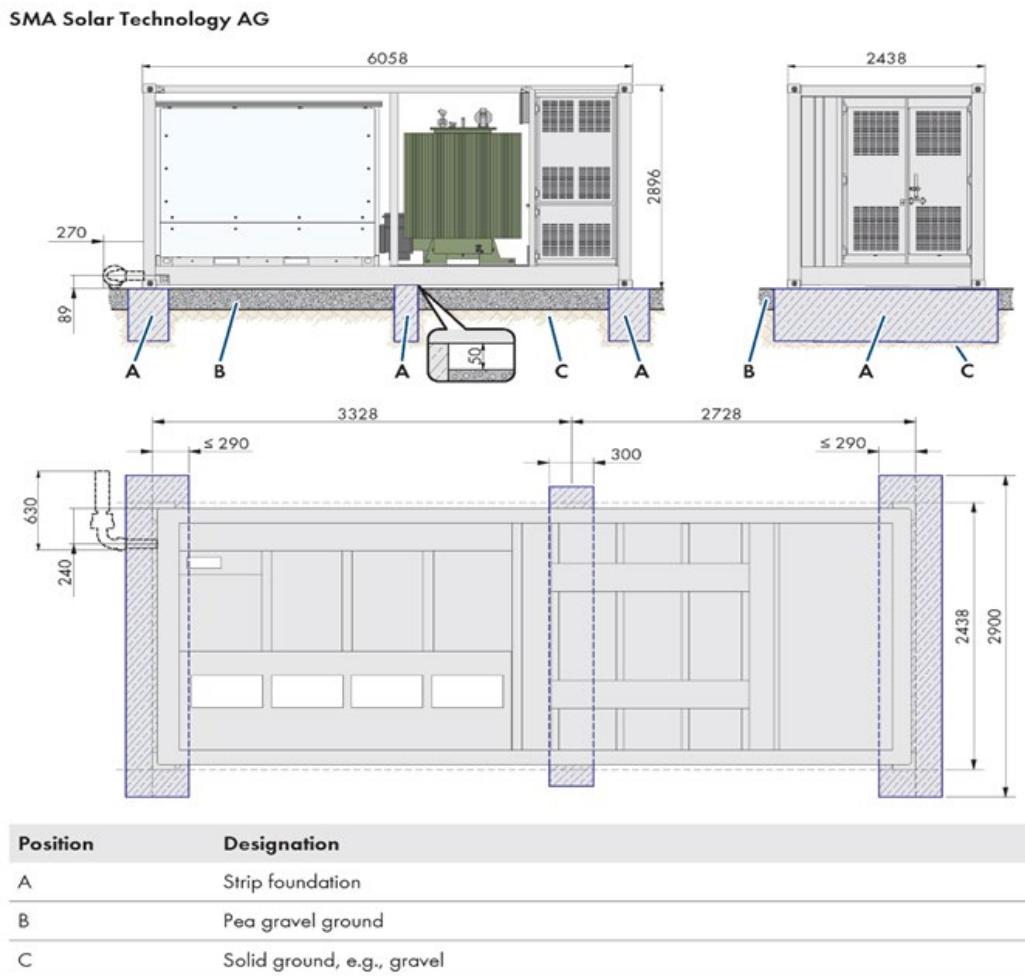 SMA Solar Technology AG
6058
2438
2896
270
89
50
A
B
A
C
A
B
A
C
3328
2728
≤ 290
300
≤ 290
630
240
2438
2900
Position Designation
A Strip foundation
B Pea gravel ground
C Solid ground, e.g., gravel